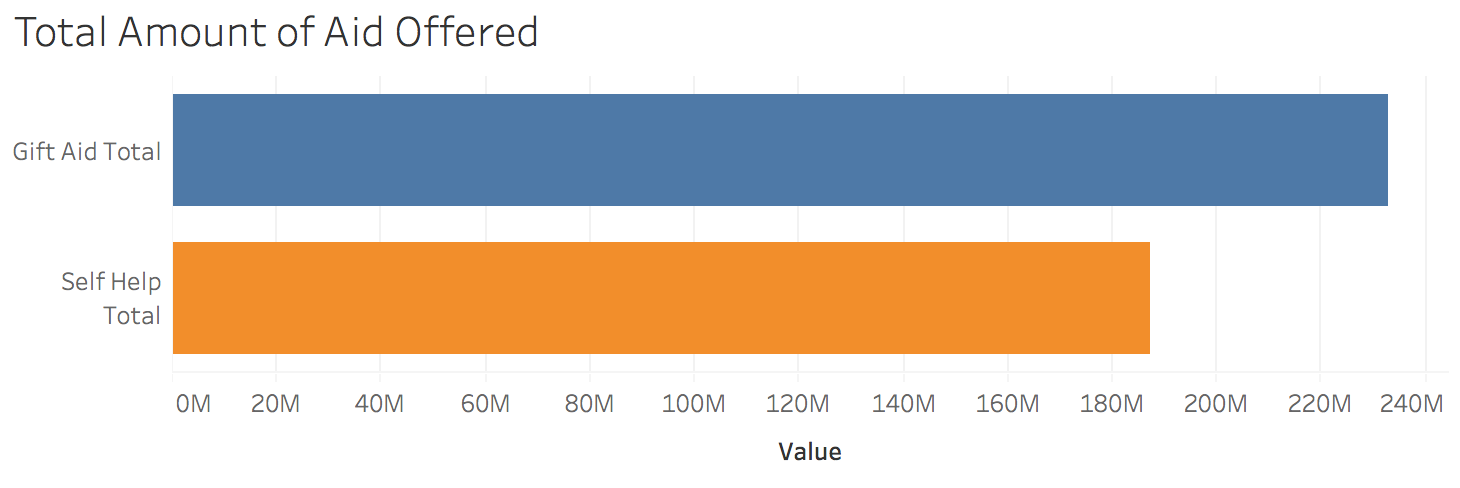 Total Amount of Aid Offered
Gift Aid Total
Self Help
Total
0M 20M 40M 60M 80M 100M 120M 140M 160M 180M 200M 220M 240M
Value